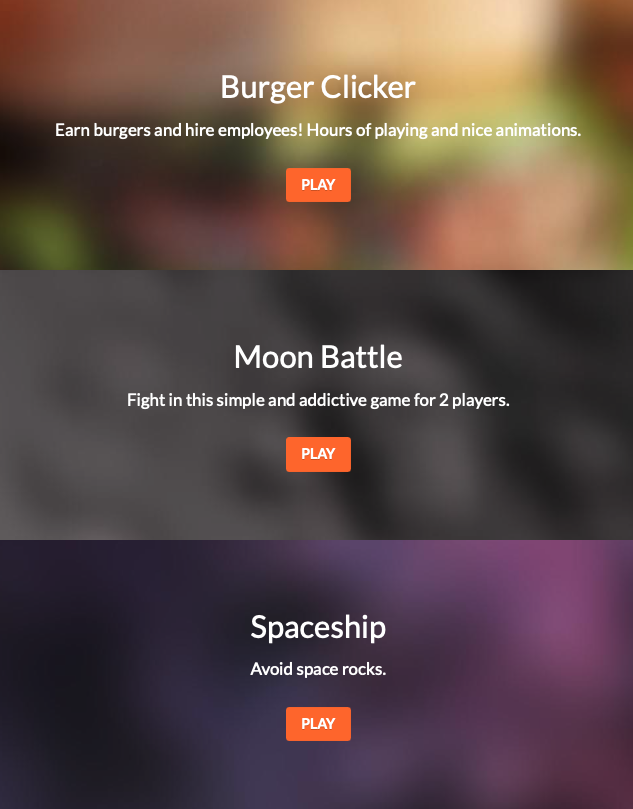 Burger Clicker
Earn burgers and hire employees! Hours of playing and nice animations.
PLAY
Moon Battle
Fight in this simple and addictive game for 2 players.
PLAY
Spaceship
Avoid space rocks.
PLAY